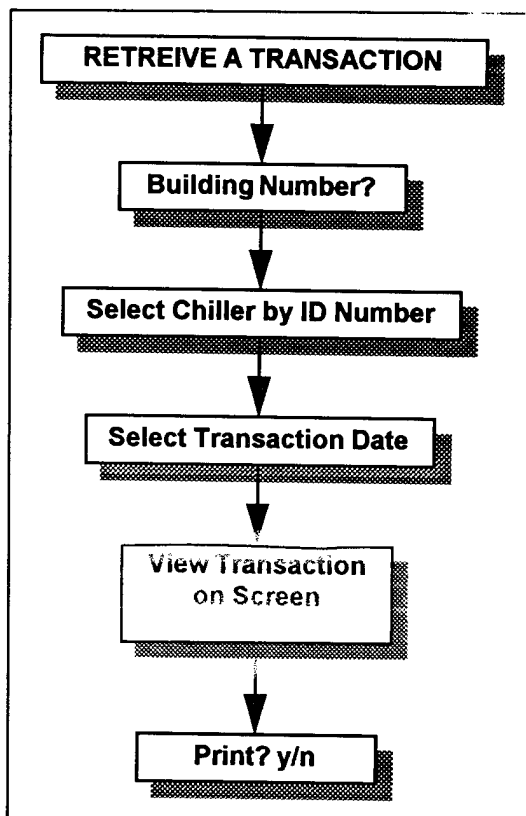 RETREIVE A TRANSACTION
Building Number?
Select Chiller by ID Number
Select Transaction Date
View Transaction
on Screen
Print? y/n